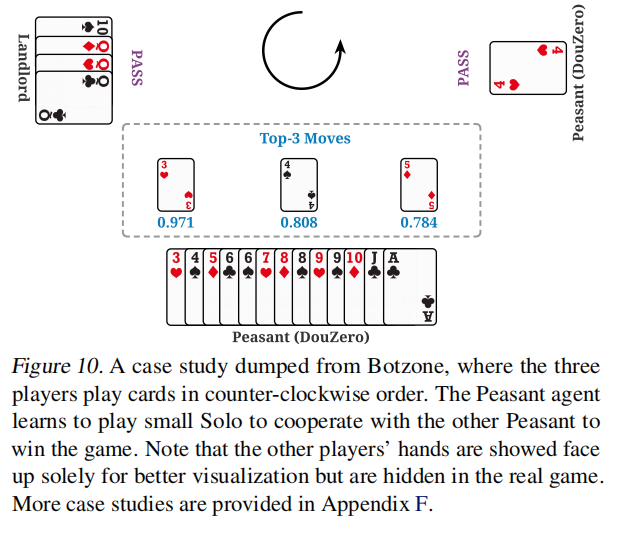 Landlord
10
Q
Q
Q
Q
PASS
PASS
4
4
Peasant (DouZero)
Top-3 Moves
3
3
4
4
5
5
0.971
0.808
0.784
3 4 5 6 6 7 8 8 9 9 10 J A
A
Peasant (DouZero)
Figure 10. A case study dumped from Botzone, where the three
players play cards in counter-clockwise order. The Peasant agent
learns to play small Solo to cooperate with the other Peasant to
win the game. Note that the other players’ hands are showed face
up solely for better visualization but are hidden in the real game.
More case studies are provided in Appendix F.